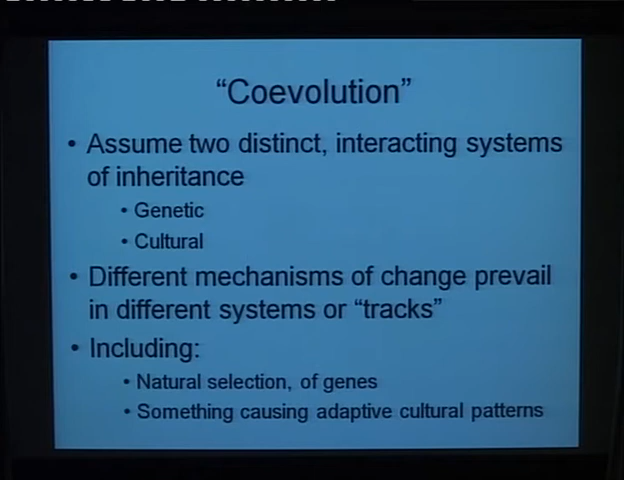 “Coevolution”
• Assume two distinct, interacting systems
of inheritance
• Genetic
• Cultural
• Different mechanisms of change prevail
in different systems or “tracks”
• Including:
• Natural selection, of genes
• Something causing adaptive cultural patterns